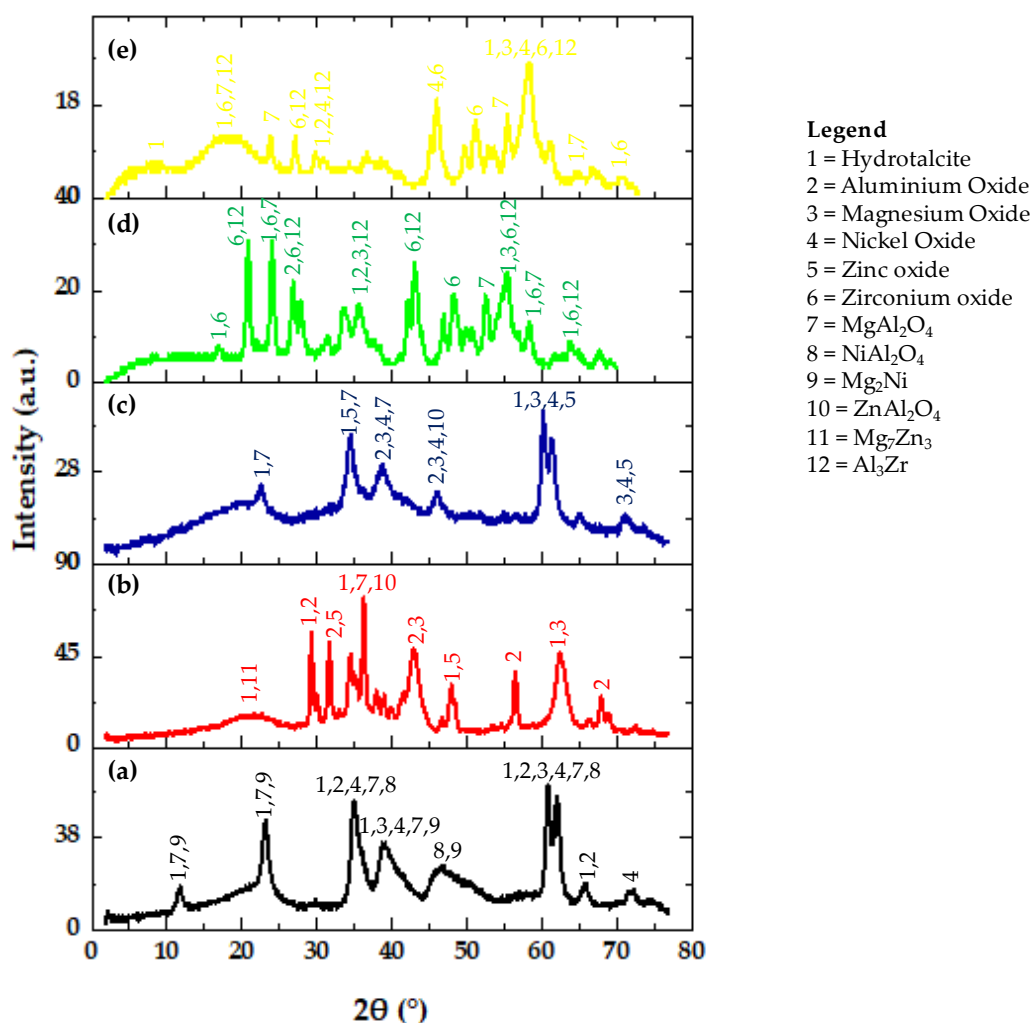 (e)
1
1,6,7,12
7
6,12
1,2,4,12
4,6
6
7
1,3,4,6,12
1,7
1,6
18
40
(d)
1,6
6,12
1,6,7
2,6,12
1,2,3,12
6,12
6
7
1,3,6,12
1,6,7
1,6,12
20
0
(c)
1,7
1,5,7
2,3,4,7
2,3,4,10
1,3,4,5
3,4,5
28
90
(b)
1,11
1,2
2,5
1,7,10
2,3
1,5
2
1,3
2
45
0
(a)
1,7,9
1,7,9
1,2,4,7,8
1,3,4,7,9
8,9
1,2,3,4,7,8
1,2
4
38
0
0 10 20 30 40 50 60 70 80
2θ (°)
Intensity (a.u.)
Legend
1 = Hydrotalcite
2 = Aluminium Oxide
3 = Magnesium Oxide
4 = Nickel Oxide
5 = Zinc oxide
6 = Zirconium oxide
7 = MgAl₂O₄
8 = NiAl₂O₄
9 = Mg₂Ni
10 = ZnAl₂O₄
11 = Mg₇Zn₃
12 = Al₃Zr